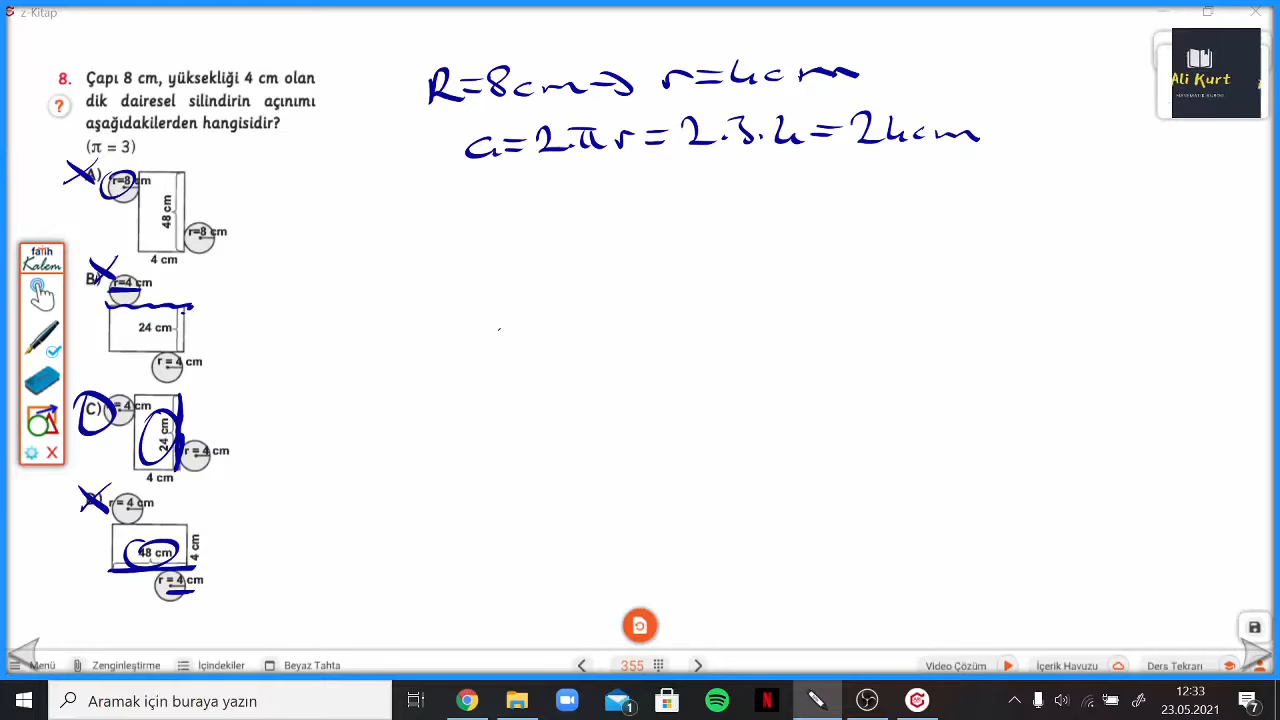 z-Kitap
8. Çapı 8 cm, yüksekliği 4 cm olan
dik dairesel silindirin açınımı
aşağıdakilerden hangisidir?
(π = 3)
R=8cm→ r=4cm
a=2.πr=2.3.4=24cm
Ali Kurt
A)
r=8 cm
48 cm
r=8 cm
4 cm
fatih
Kalem
B)
r=4 cm
24 cm
r = 4 cm
C)
= 4 cm
24 cm
r = 4 cm
4 cm
r = 4 cm
48 cm
4 cm
r = 4 cm
Menü
Zenginleştirme
İçindekiler
Beyaz Tahta
355
Video Çözüm
İçerik Havuzu
Ders Tekrarı
Aramak için buraya yazın
1
12:33
23.05.2021
7